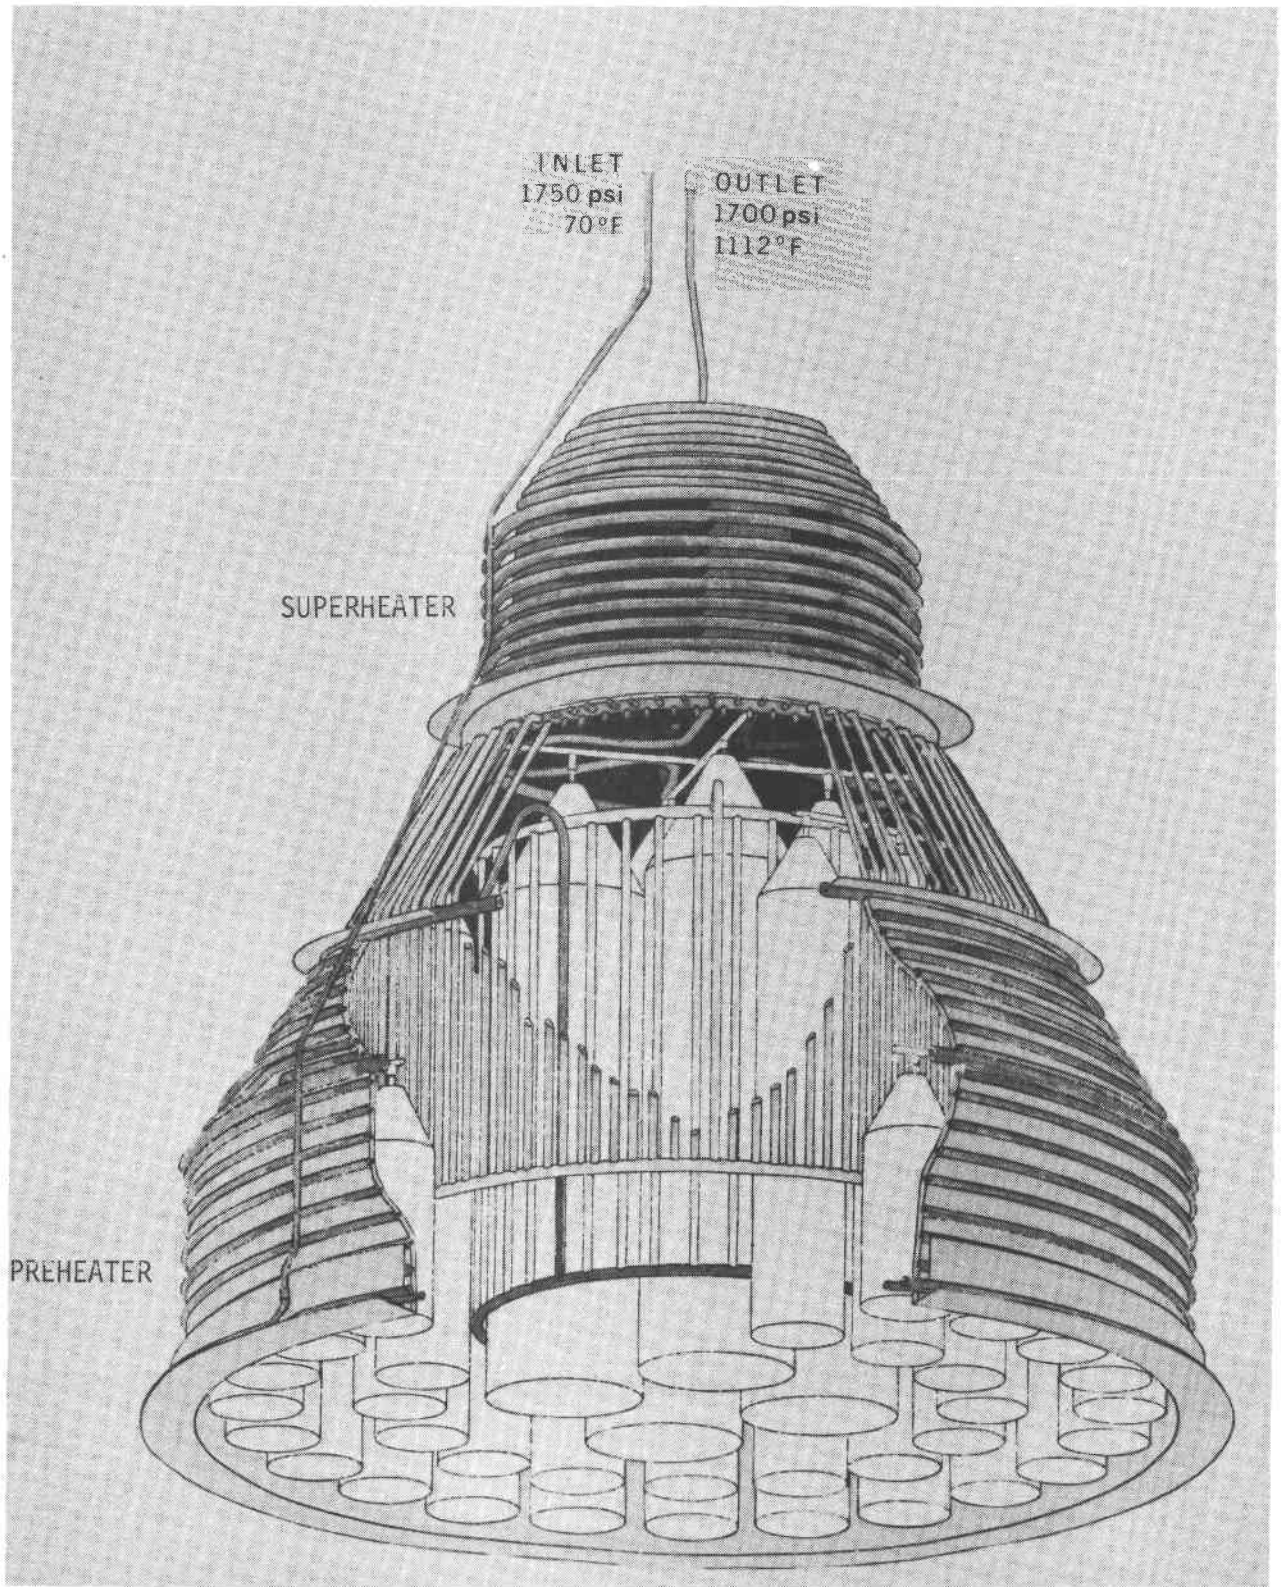 INLET
1750 psi
70°F
OUTLET
1700 psi
1112°F
SUPERHEATER
PREHEATER